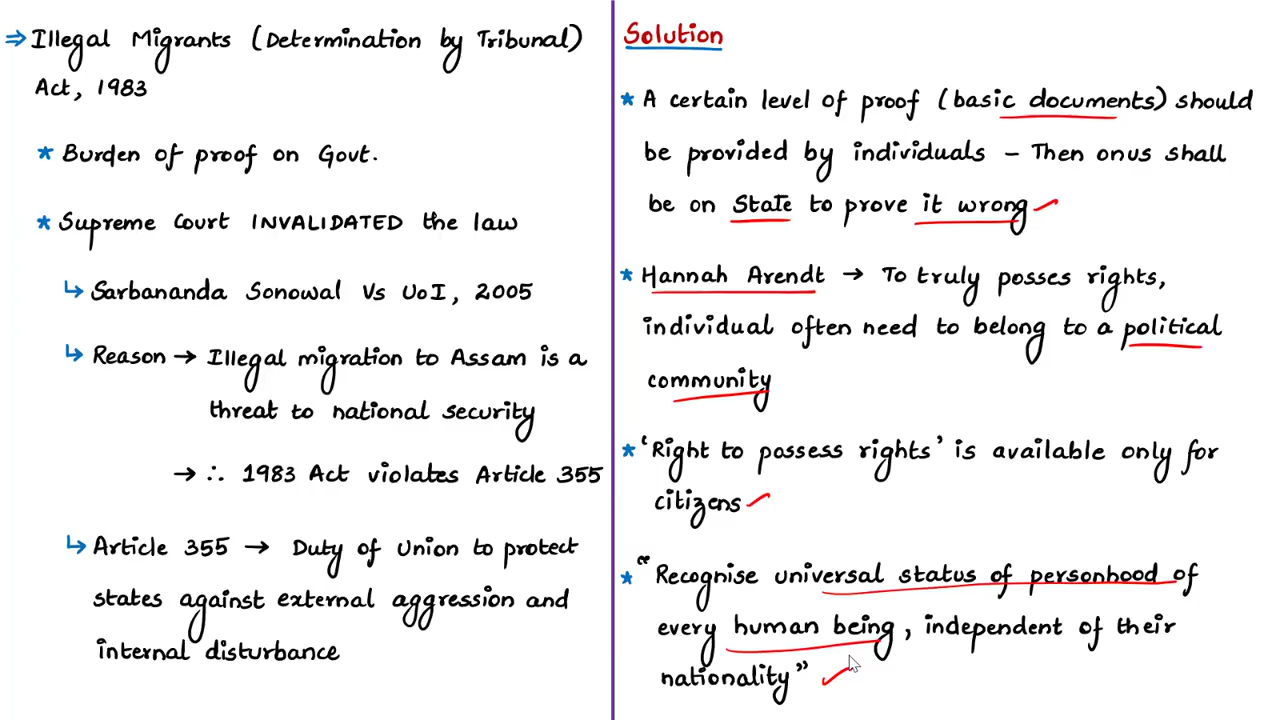 ⇒ Illegal Migrants (Determination by Tribunal)
Act, 1983
* Burden of proof on Govt.
* Supreme Court INVALIDATED the law
↳ Sarbananda Sonowal Vs UoI, 2005
↳ Reason → Illegal migration to Assam is a
threat to national security
→ ∴ 1983 Act violates Article 355
↳ Article 355 → Duty of Union to protect
states against external aggression and
internal disturbance
Solution
* A certain level of proof (basic documents) should
be provided by individuals – Then onus shall
be on State to prove it wrong
* Hannah Arendt → To truly posses rights,
individual often need to belong to a political
community
* 'Right to possess rights' is available only for
citizens
* "Recognise universal status of personhood of
every human being, independent of their
nationality"